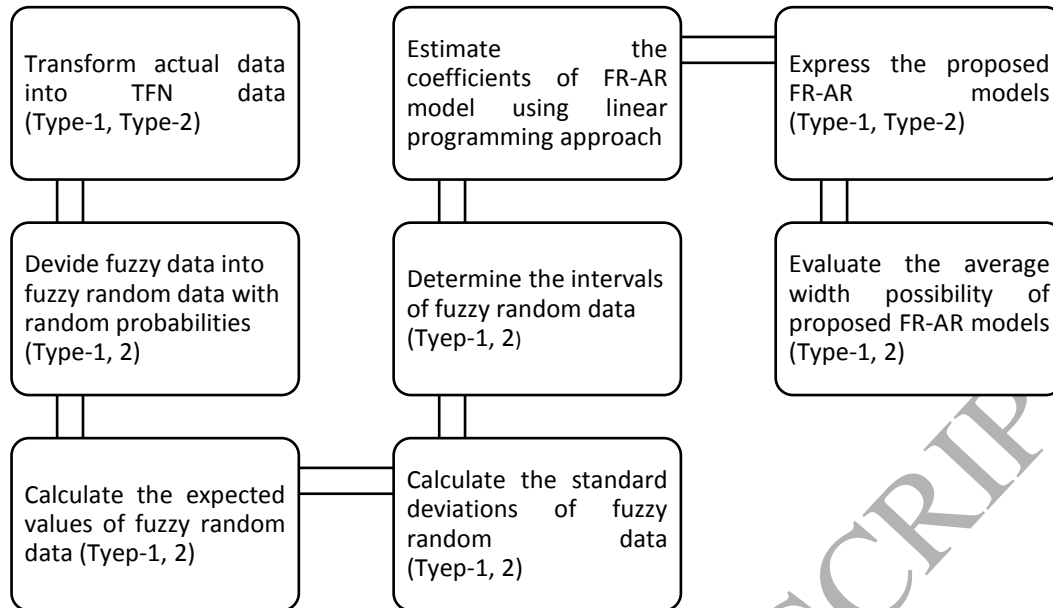 Transform actual data
into TFN data
(Type-1, Type-2)
Devide fuzzy data into
fuzzy random data with
random probabilities
(Type-1, 2)
Calculate the expected
values of fuzzy random
data (Tyep-1, 2)
Calculate the standard
deviations of fuzzy
random data
(Tyep-1, 2)
Determine the intervals
of fuzzy random data
(Tyep-1, 2)
Estimate the
coefficients of FR-AR
model using linear
programming approach
Express the proposed
FR-AR models
(Type-1, Type-2)
Evaluate the average
width possibility of
proposed FR-AR models
(Type-1, 2)